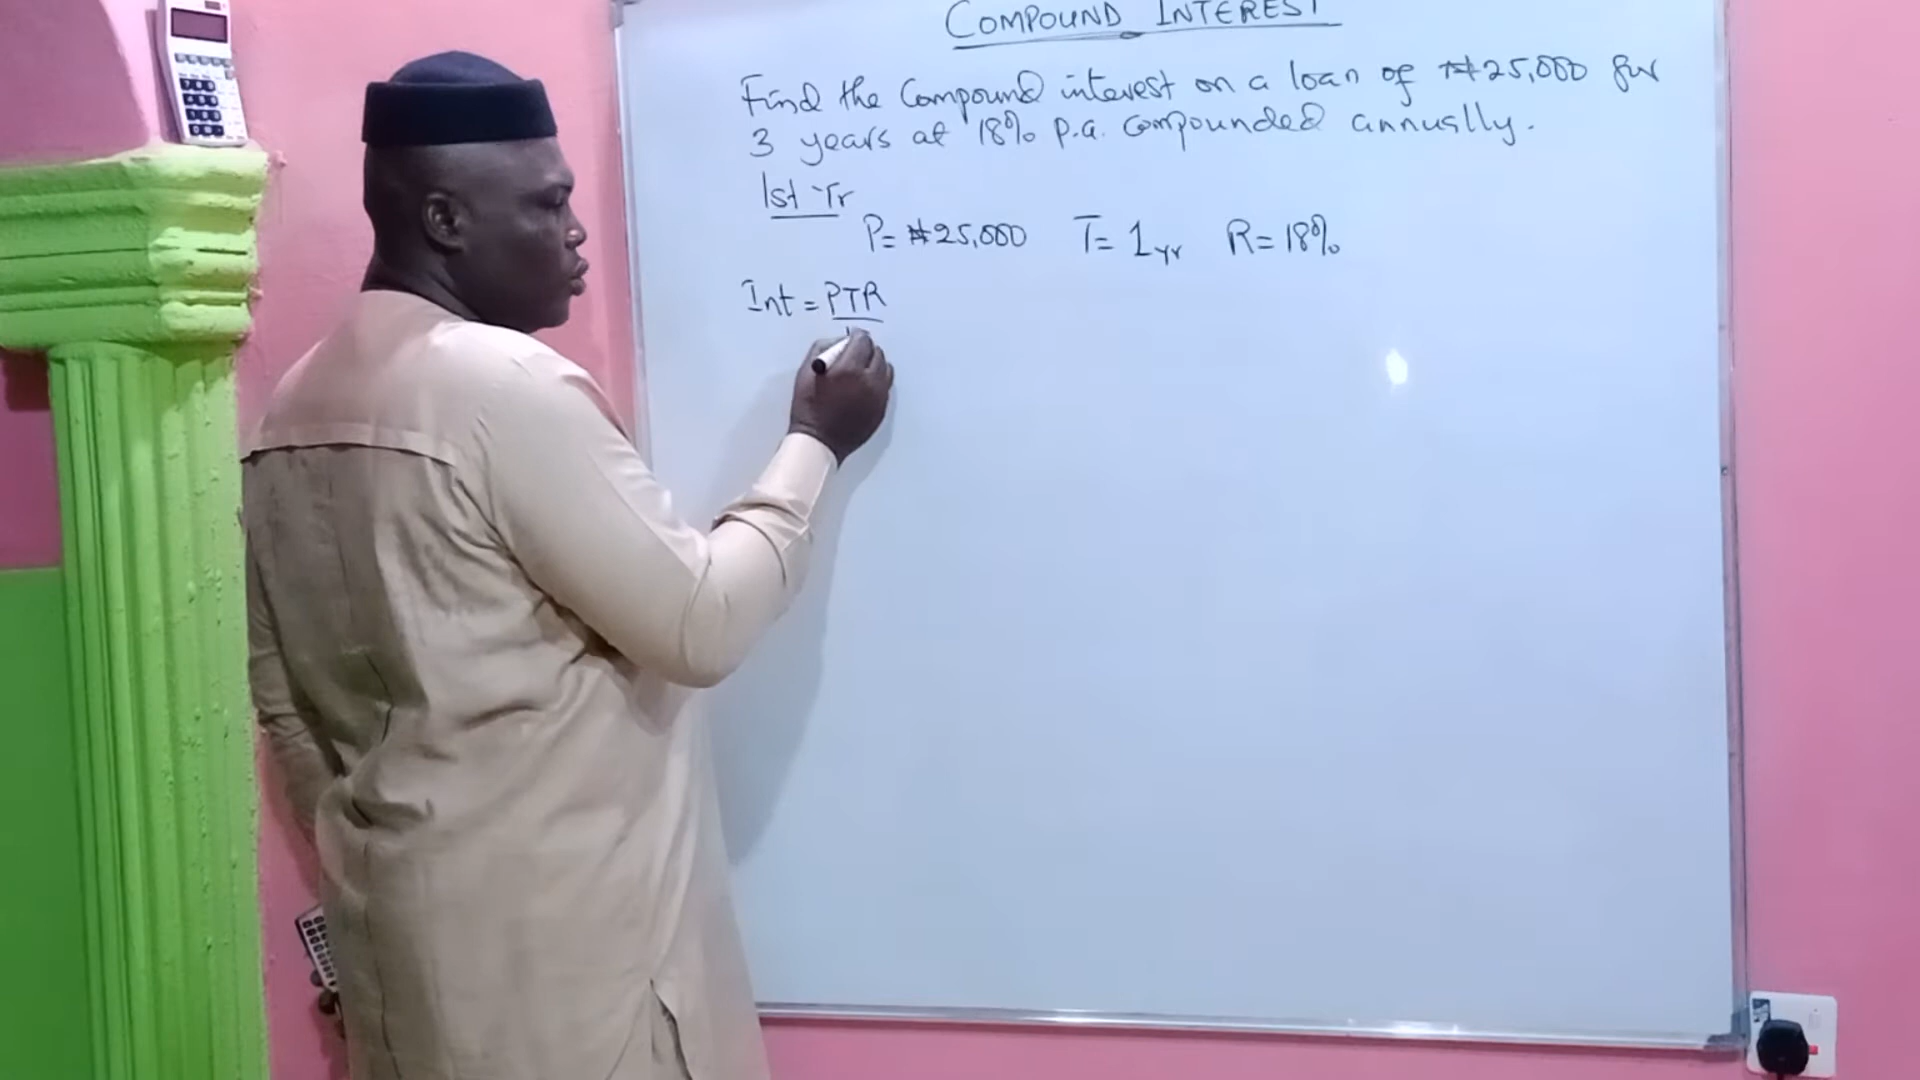 COMPOUND INTEREST
Find the Compound interest on a loan of ₦25,000 for
3 years at 18% p.a. compounded annually.
1st Yr
P = ₦25,000 T = 1yr R = 18%
Int = PTR